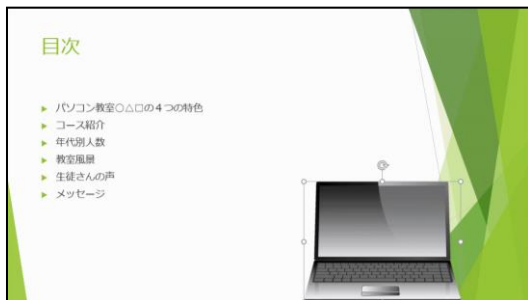 目次
パソコン教室○△□の４つの特色
コース紹介
年代別人数
教室風景
生徒さんの声
メッセージ